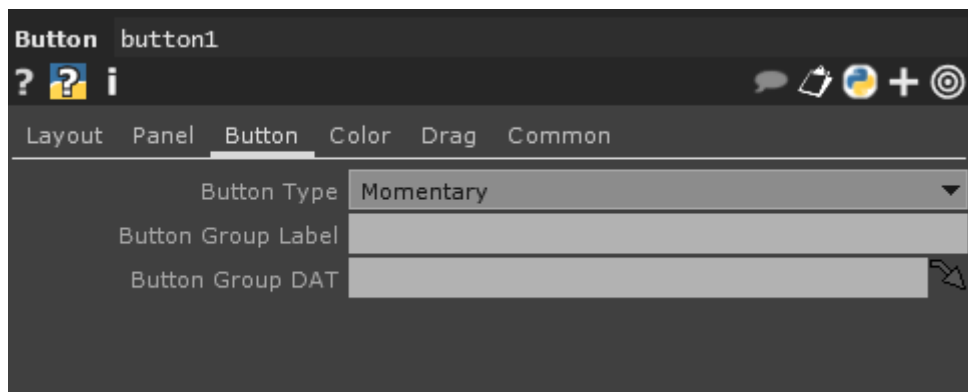 Button button1
? ? i
Layout Panel Button Color Drag Common
Button Type Momentary
Button Group Label
Button Group DAT